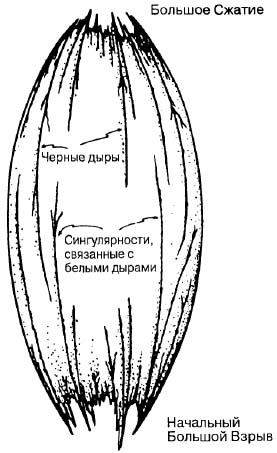 Большое Сжатие
Черные дыры
Сингулярности,
связанные с
белыми дырами
Начальный
Большой Взрыв